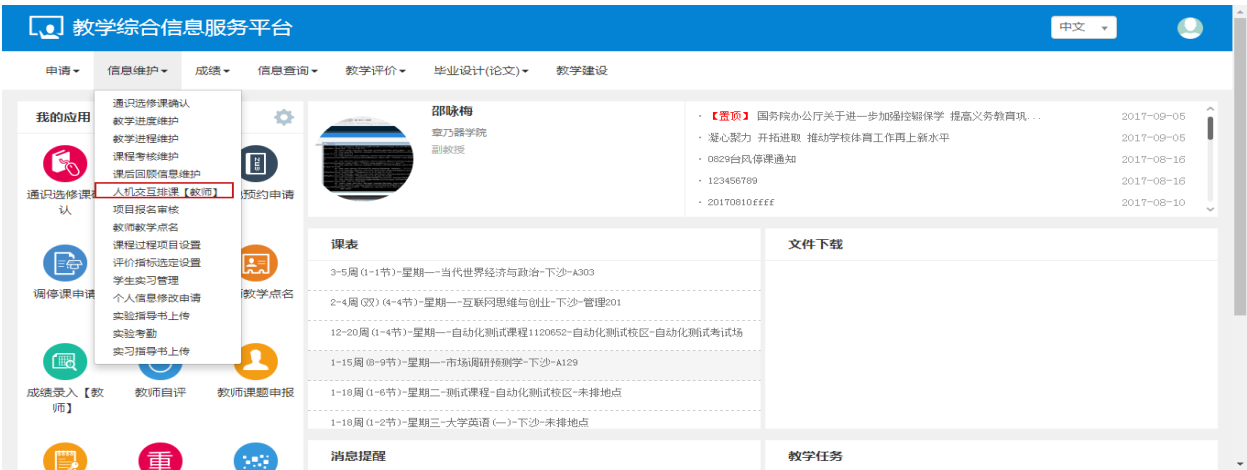 教学综合信息服务平台
中文
申请
信息维护
成绩
信息查询
教学评价
毕业设计(论文)
教学建设
我的应用
通识选修课确认
教学进度维护
教学进程维护
课程考核维护
课后回顾信息维护
人机交互排课【教师】
项目报名审核
教师教学点名
课程过程项目设置
评价指标选定设置
学生实习管理
个人信息修改申请
实验指导书上传
实验考勤
实习指导书上传
通识选修课
认
预约申请
调停课申请
教学点名
成绩录入【教
师】
教师自评
教师课题申报
重
邵咏梅
章乃器学院
副教授
· 【置顶】 国务院办公厅关于进一步加强控辍保学 提高义务教育巩... 2017-09-05
· 凝心聚力 开拓进取 推动学校体育工作再上新水平 2017-09-05
· 0829台风停课通知 2017-08-16
· 123456789 2017-08-16
· 20170810ffff 2017-08-10
课表
3-5周(1-1节)-星期一-当代世界经济与政治-下沙-A303
2-4周(双)(4-4节)-星期一-互联网思维与创业-下沙-管理201
12-20周(1-4节)-星期一-自动化测试课程1120652-自动化测试校区-自动化测试考试场
1-15周(8-9节)-星期一-市场调研预测学-下沙-A129
1-18周(1-6节)-星期二-测试课程-自动化测试校区-未排地点
1-18周(1-2节)-星期三-大学英语(一)-下沙-未排地点
文件下载
消息提醒
教学任务